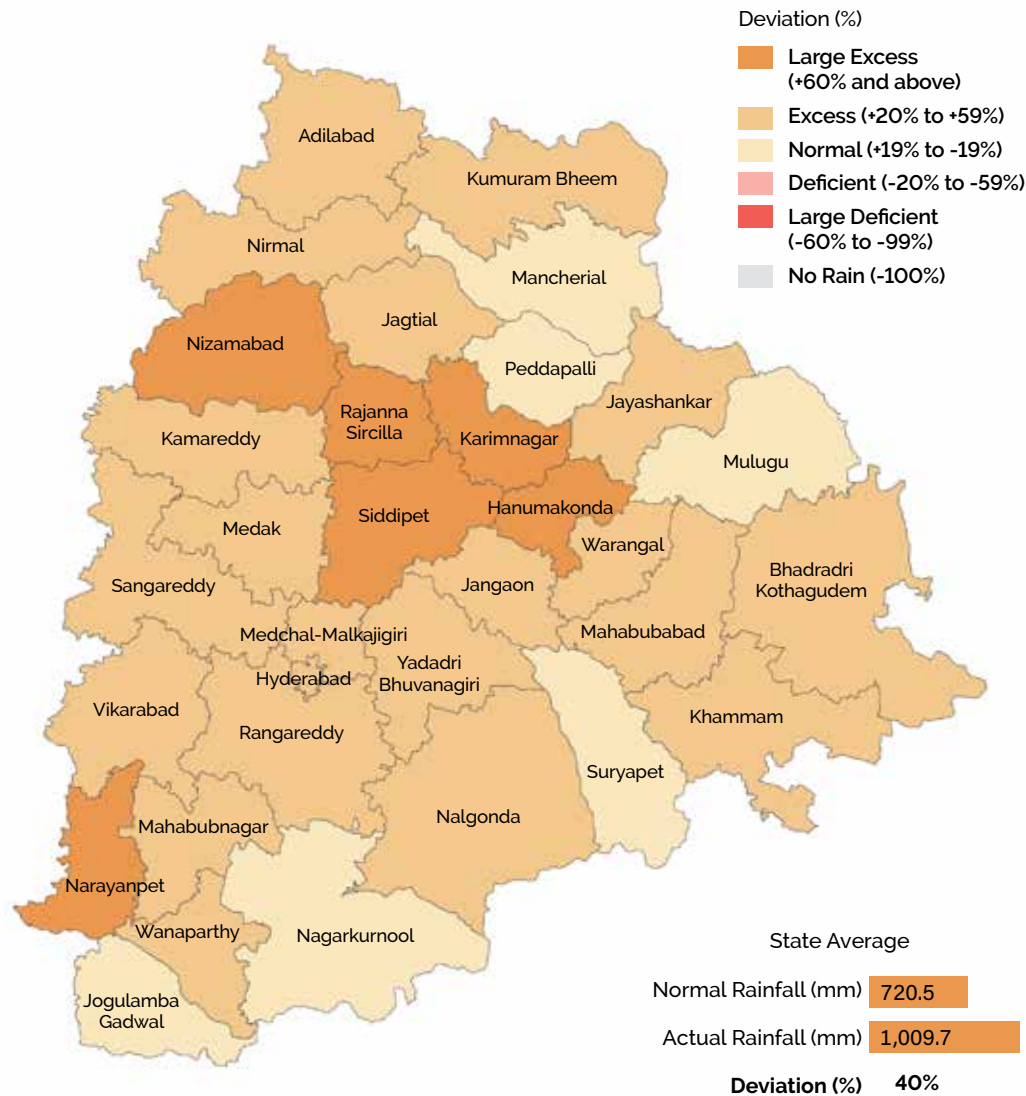 Deviation (%)
Large Excess
(+60% and above)
Excess (+20% to +59%)
Normal (+19% to -19%)
Deficient (-20% to -59%)
Large Deficient
(-60% to -99%)
No Rain (-100%)
Adilabad
Kumuram Bheem
Nirmal
Mancherial
Jagtial
Nizamabad
Peddapalli
Rajanna
Sircilla
Jayashankar
Kamareddy
Karimnagar
Mulugu
Siddipet
Hanumakonda
Medak
Warangal
Bhadradri
Kothagudem
Sangareddy
Jangaon
Medchal-Malkajigiri
Mahabubabad
Yadadri
Bhuvanagiri
Hyderabad
Vikarabad
Khammam
Rangareddy
Suryapet
Nalgonda
Mahabubnagar
Narayanpet
Wanaparthy
Nagarkurnool
Jogulamba
Gadwal
State Average
Normal Rainfall (mm) 720.5
Actual Rainfall (mm) 1,009.7
Deviation (%) 40%